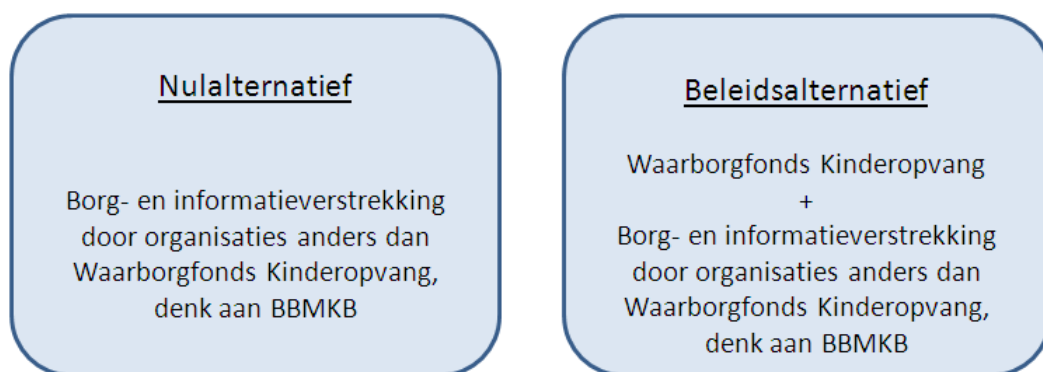 Nulalternatief
Borg- en informatieverstrekking
door organisaties anders dan
Waarborgfonds Kinderopvang,
denk aan BBMKB
Beleidsalternatief
Waarborgfonds Kinderopvang
+
Borg- en informatieverstrekking
door organisaties anders dan
Waarborgfonds Kinderopvang,
denk aan BBMKB